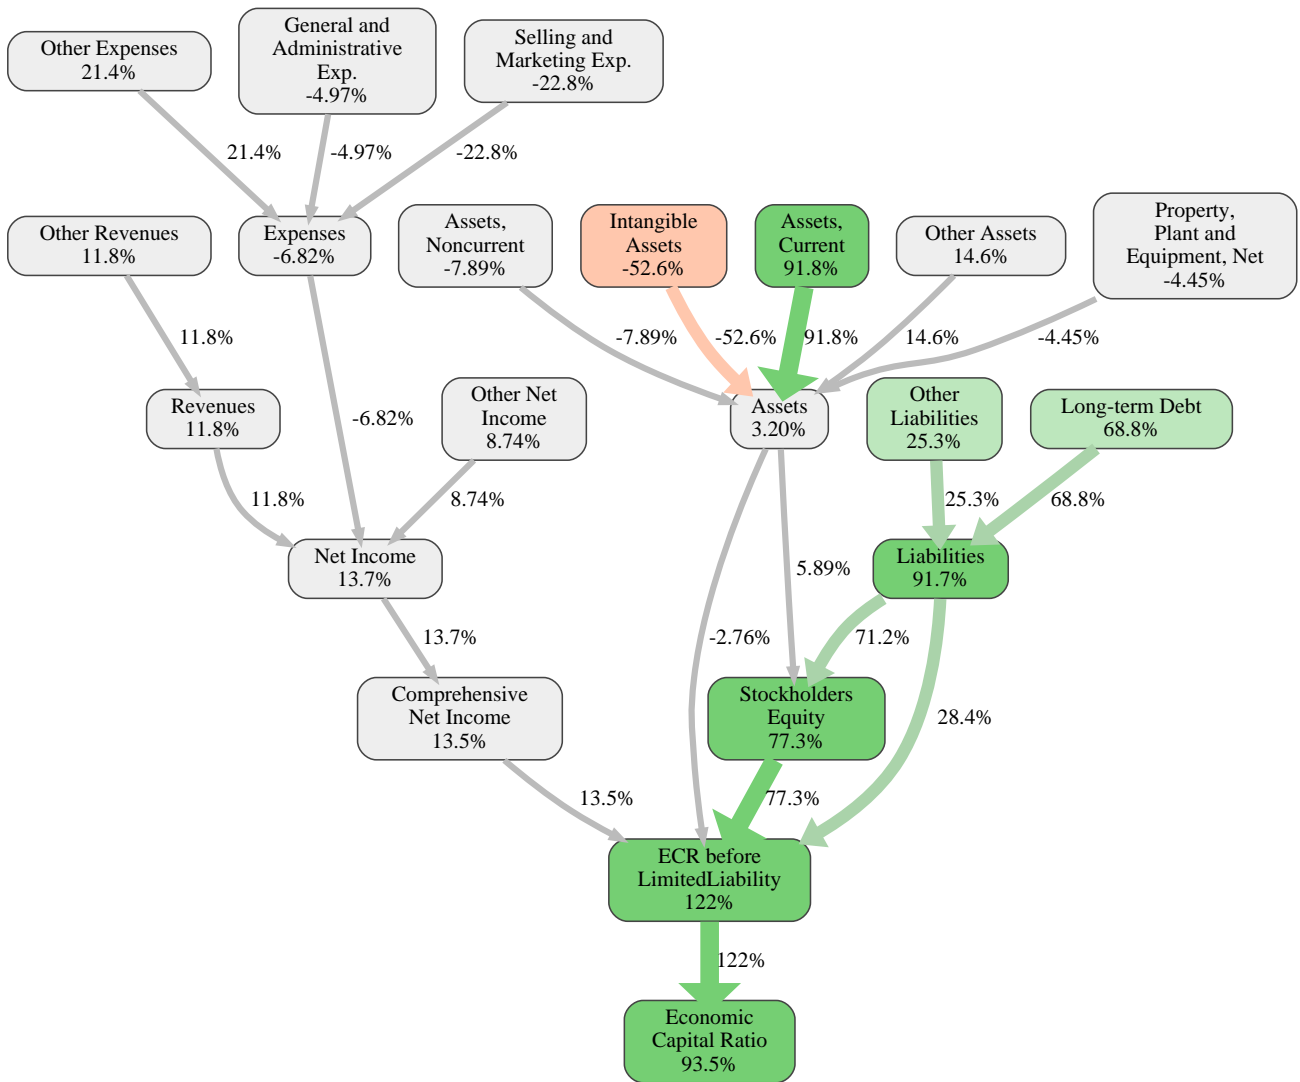 Other Expenses
21.4%
General and
Administrative
Exp.
-4.97%
Selling and
Marketing Exp.
-22.8%
21.4%
-4.97%
-22.8%
Other Revenues
11.8%
Expenses
-6.82%
Assets,
Noncurrent
-7.89%
Intangible
Assets
-52.6%
Assets,
Current
91.8%
Other Assets
14.6%
Property,
Plant and
Equipment, Net
-4.45%
11.8%
-7.89%
-52.6%
91.8%
14.6%
-4.45%
Revenues
11.8%
-6.82%
Other Net
Income
8.74%
Assets
3.20%
Other
Liabilities
25.3%
Long-term Debt
68.8%
11.8%
8.74%
25.3%
68.8%
Net Income
13.7%
5.89%
Liabilities
91.7%
13.7%
-2.76%
71.2%
Comprehensive
Net Income
13.5%
Stockholders
Equity
77.3%
28.4%
13.5%
77.3%
ECR before
LimitedLiability
122%
122%
Economic
Capital Ratio
93.5%